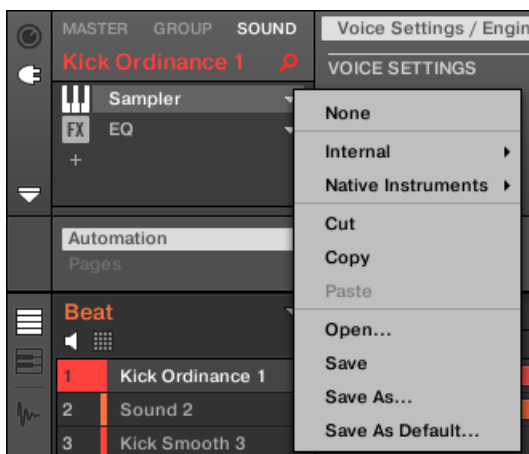 MASTER GROUP SOUND
Kick Ordinance 1
Voice Settings / Engin
VOICE SETTINGS
Sampler
FX EQ
+
Automation
Pages
None
Internal
Native Instruments
Cut
Copy
Paste
Open...
Save
Save As...
Save As Default...
Beat
1 Kick Ordinance 1
2 Sound 2
3 Kick Smooth 3